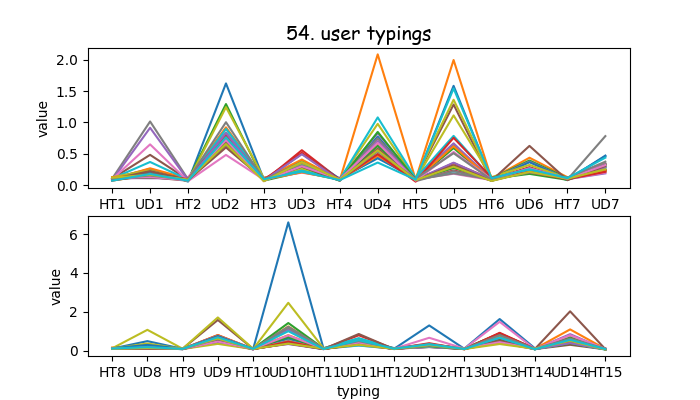 54. user typings
value
2.0
1.5
1.0
0.5
0.0
HT1 UD1 HT2 UD2 HT3 UD3 HT4 UD4 HT5 UD5 HT6 UD6 HT7 UD7
value
6
4
2
0
HT8 UD8 HT9 UD9 HT10 UD10 HT11 UD11 HT12 UD12 HT13 UD13 HT14 UD14 HT15
typing